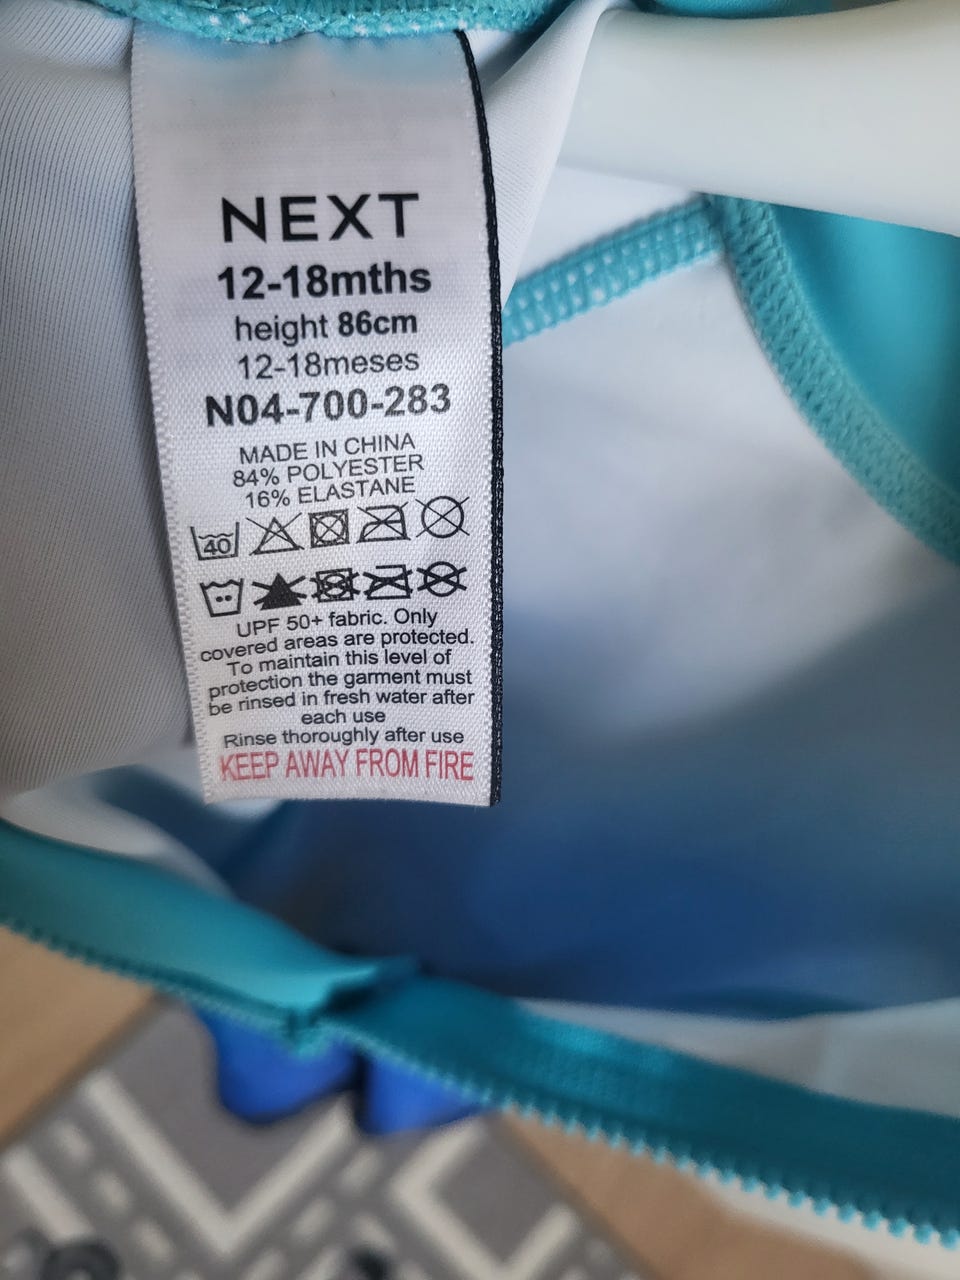 NEXT
12-18mths
height 86cm
12-18meses
N04-700-283
MADE IN CHINA
84% POLYESTER
16% ELASTANE
40
UPF 50+ fabric. Only
covered areas are protected.
To maintain this level of
protection the garment must
be rinsed in fresh water after
each use
Rinse thoroughly after use
KEEP AWAY FROM FIRE